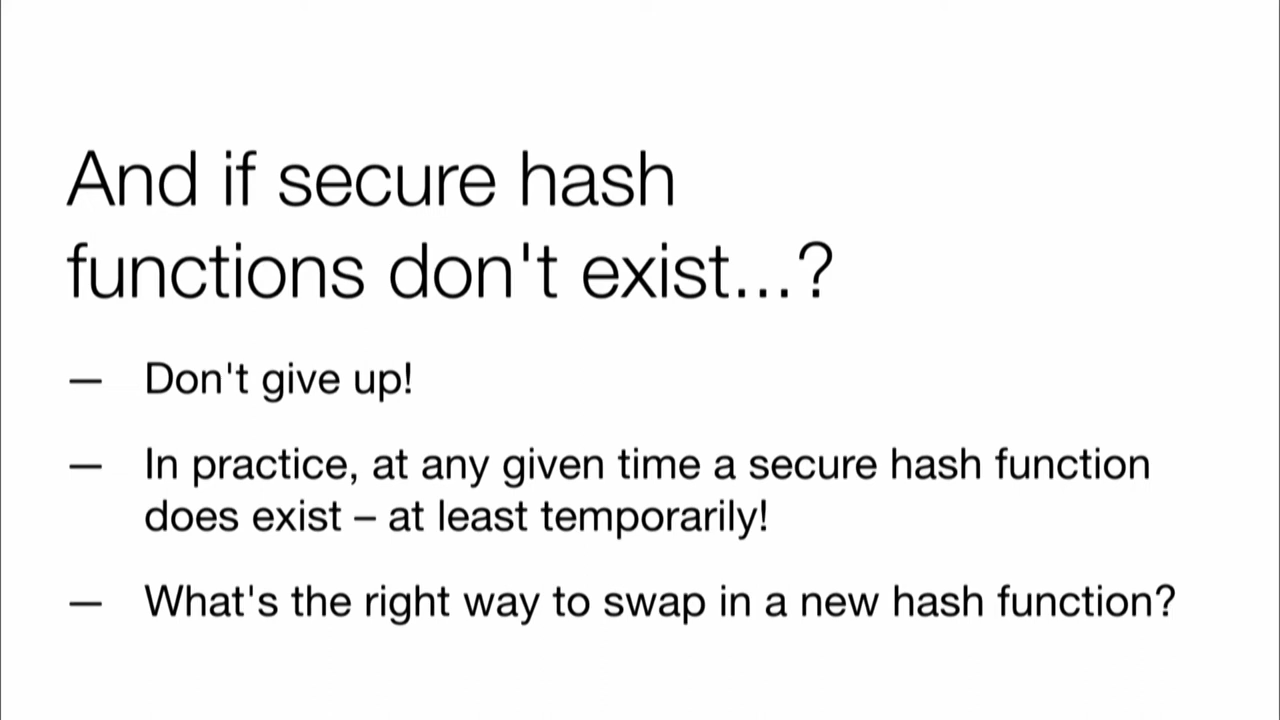 And if secure hash
functions don't exist...?
— Don't give up!
— In practice, at any given time a secure hash function
does exist – at least temporarily!
— What's the right way to swap in a new hash function?